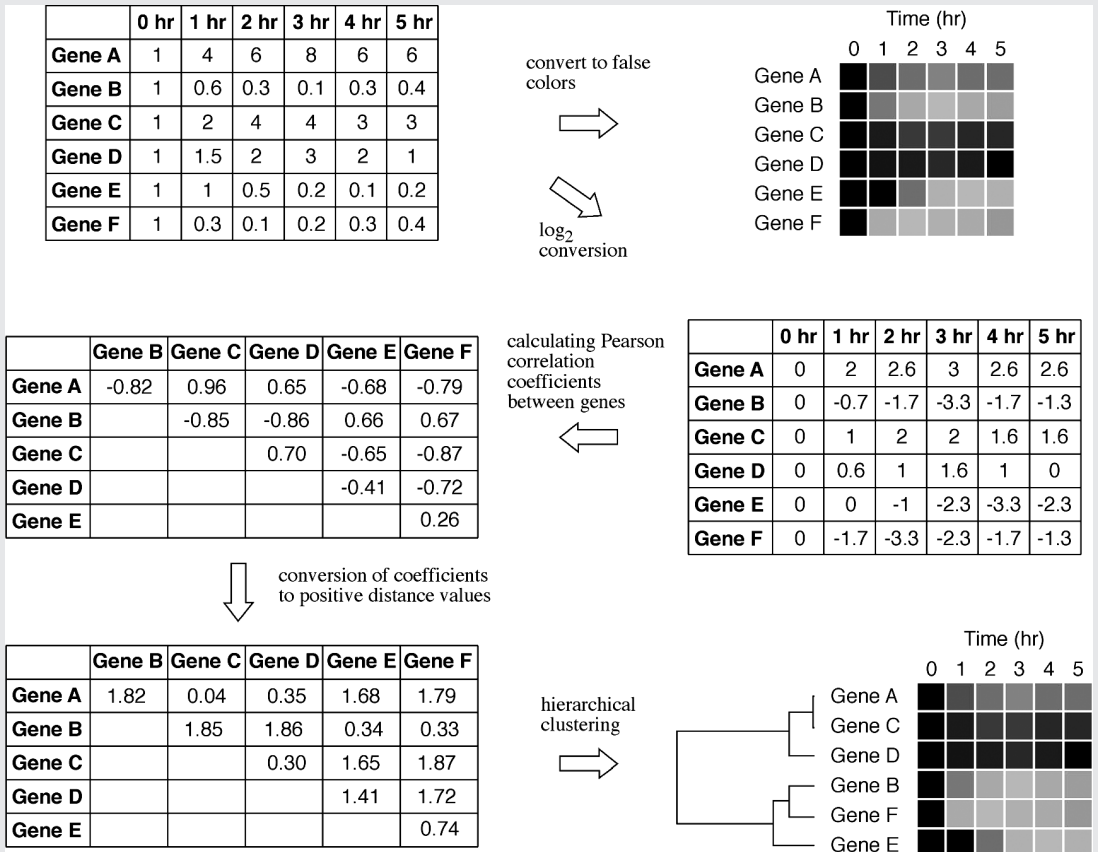 0 hr 1 hr 2 hr 3 hr 4 hr 5 hr
Gene A 1 4 6 8 6 6
Gene B 1 0.6 0.3 0.1 0.3 0.4
Gene C 1 2 4 4 3 3
Gene D 1 1.5 2 3 2 1
Gene E 1 1 0.5 0.2 0.1 0.2
Gene F 1 0.3 0.1 0.2 0.3 0.4
convert to false
colors
log2
conversion
Time (hr)
0 1 2 3 4 5
Gene A
Gene B
Gene C
Gene D
Gene E
Gene F
0 hr 1 hr 2 hr 3 hr 4 hr 5 hr
Gene A 0 2 2.6 3 2.6 2.6
Gene B 0 -0.7 -1.7 -3.3 -1.7 -1.3
Gene C 0 1 2 2 1.6 1.6
Gene D 0 0.6 1 1.6 1 0
Gene E 0 0 -1 -2.3 -3.3 -2.3
Gene F 0 -1.7 -3.3 -2.3 -1.7 -1.3
calculating Pearson
correlation
coefficients
between genes
Gene B Gene C Gene D Gene E Gene F
Gene A -0.82 0.96 0.65 -0.68 -0.79
Gene B -0.85 -0.86 0.66 0.67
Gene C 0.70 -0.65 -0.87
Gene D -0.41 -0.72
Gene E 0.26
conversion of coefficients
to positive distance values
Gene B Gene C Gene D Gene E Gene F
Gene A 1.82 0.04 0.35 1.68 1.79
Gene B 1.85 1.86 0.34 0.33
Gene C 0.30 1.65 1.87
Gene D 1.41 1.72
Gene E 0.74
hierarchical
clustering
Time (hr)
0 1 2 3 4 5
Gene A
Gene C
Gene D
Gene B
Gene F
Gene E